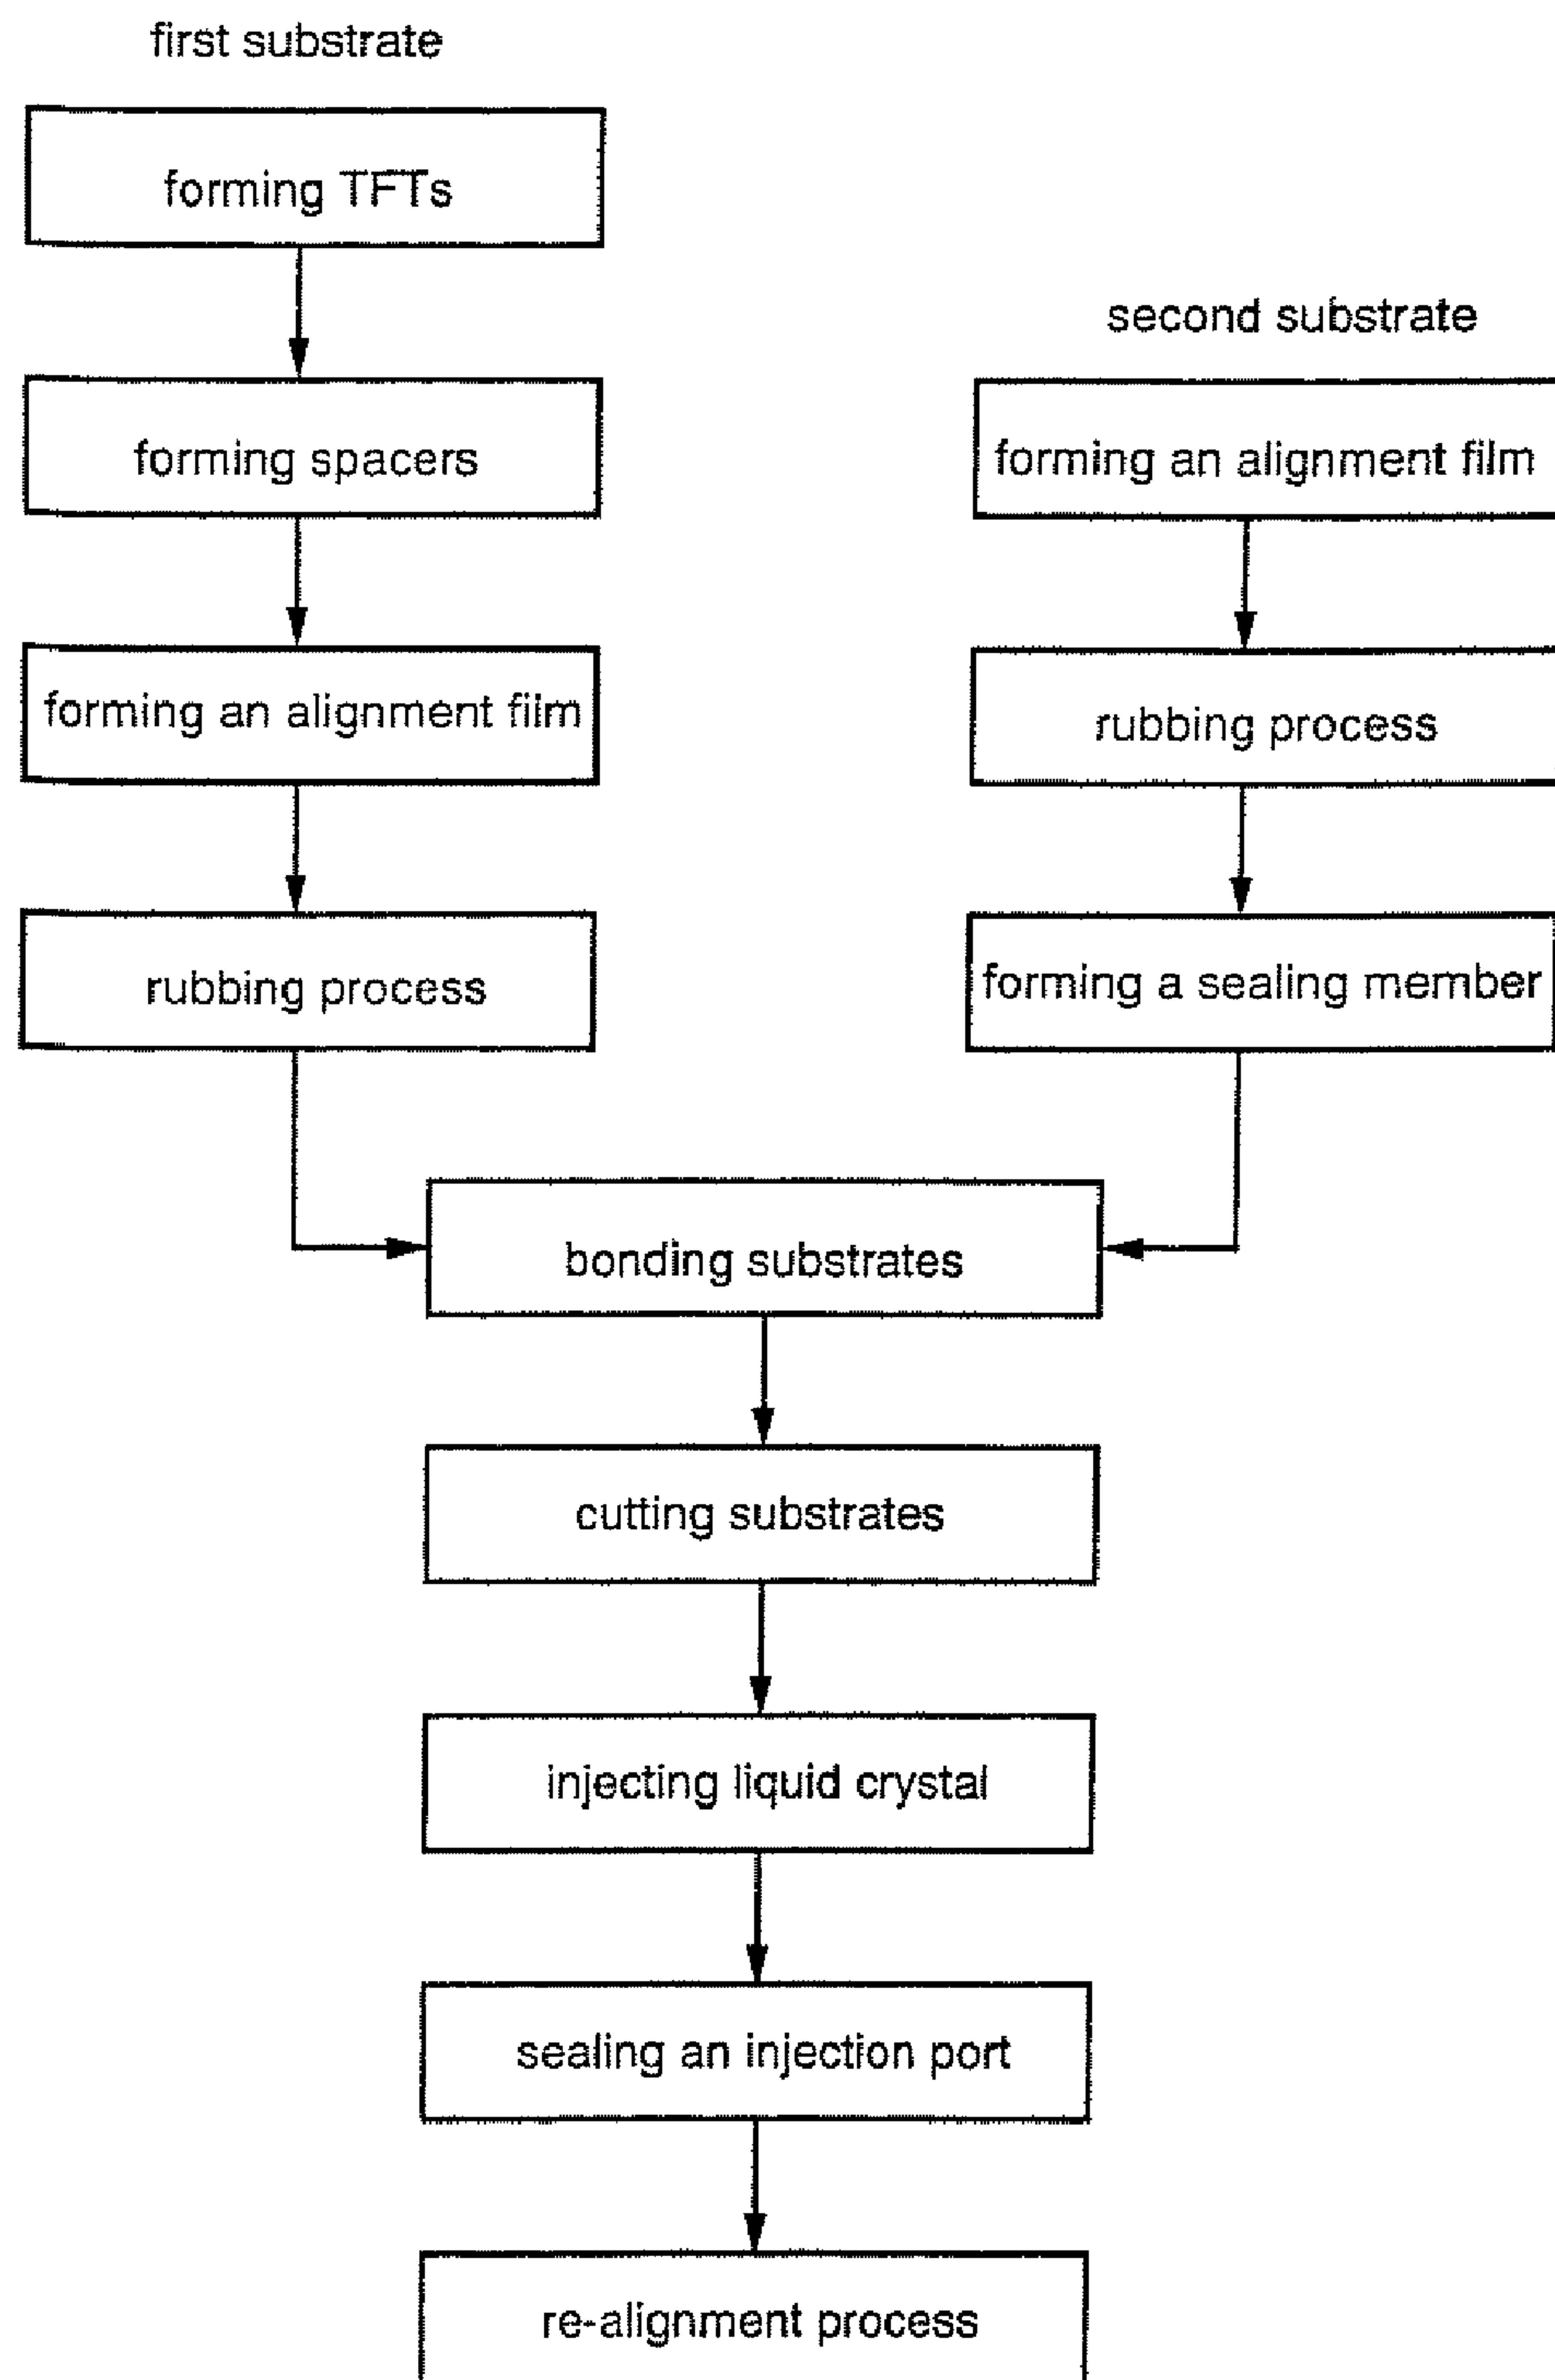 first substrate
forming TFTs
forming spacers
forming an alignment film
rubbing process
second substrate
forming an alignment film
rubbing process
forming a sealing member
bonding substrates
cutting substrates
injecting liquid crystal
sealing an injection port
re-alignment process